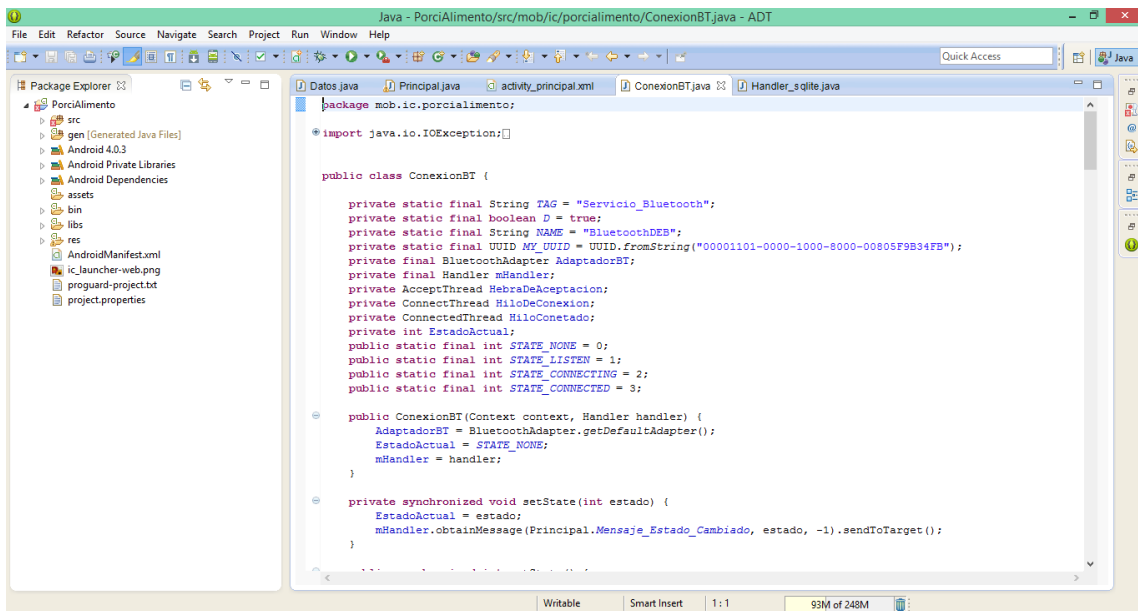 Java - PorciAlimento/src/mob/ic/porcialimento/ConexionBT.java - ADT
File Edit Refactor Source Navigate Search Project Run Window Help
Quick Access
Java
Package Explorer
PorciAlimento
src
gen [Generated Java Files]
Android 4.0.3
Android Private Libraries
Android Dependencies
assets
bin
libs
res
AndroidManifest.xml
ic_launcher-web.png
proguard-project.txt
project.properties
Datos.java Principal.java activity_principal.xml ConexionBT.java Handler_sqlite.java
package mob.ic.porcialimento;
import java.io.IOException;
public class ConexionBT {
private static final String TAG = "Servicio_Bluetooth";
private static final boolean D = true;
private static final String NAME = "BluetoothDEB";
private static final UUID MY_UUID = UUID.fromString("00001101-0000-1000-8000-00805F9B34FB");
private final BluetoothAdapter AdaptadorBT;
private final Handler mHandler;
private AcceptThread HebraDeAceptacion;
private ConnectThread HiloDeConexion;
private ConnectedThread HiloConetado;
private int EstadoActual;
public static final int STATE_NONE = 0;
public static final int STATE_LISTEN = 1;
public static final int STATE_CONNECTING = 2;
public static final int STATE_CONNECTED = 3;
public ConexionBT(Context context, Handler handler) {
AdaptadorBT = BluetoothAdapter.getDefaultAdapter();
EstadoActual = STATE_NONE;
mHandler = handler;
}
private synchronized void setState(int estado) {
EstadoActual = estado;
mHandler.obtainMessage(Principal.Mensaje_Estado_Cambiado, estado, -1).sendToTarget();
}
Writable Smart Insert 1 : 1 93M of 248M